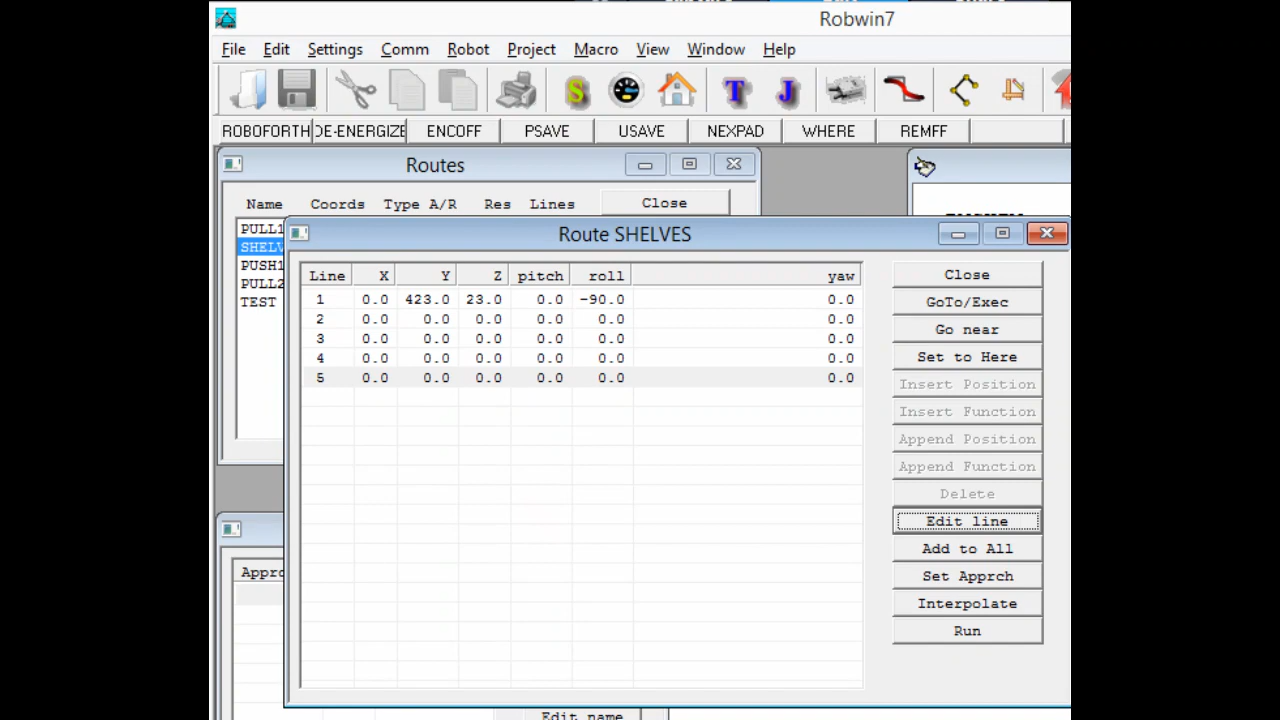 Robwin7
File Edit Settings Comm Robot Project Macro View Window Help
S T J
ROBOFORTH DE-ENERGIZE ENCOFF PSAVE USAVE NEXPAD WHERE REMFF
Routes
Name Coords Type A/R Res Lines Close
PULL1
SHELV
PUSH1
PULL2
TEST
Route SHELVES
Line X Y Z pitch roll yaw
1 0.0 423.0 23.0 0.0 -90.0 0.0
2 0.0 0.0 0.0 0.0 0.0 0.0
3 0.0 0.0 0.0 0.0 0.0 0.0
4 0.0 0.0 0.0 0.0 0.0 0.0
5 0.0 0.0 0.0 0.0 0.0 0.0
Close
GoTo/Exec
Go near
Set to Here
Insert Position
Insert Function
Append Position
Append Function
Delete
Edit line
Add to All
Set Apprch
Interpolate
Run
Appro
Edit name